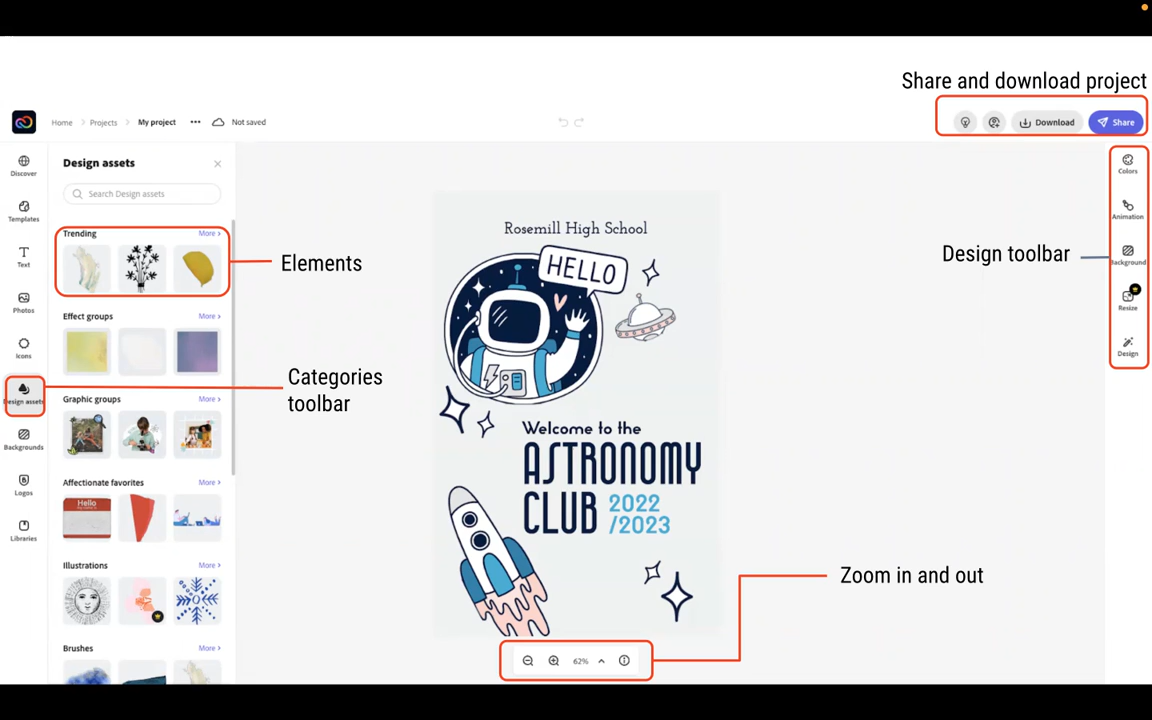 Share and download project
Home
Projects
My project
Not saved
Download
Share
Discover
Templates
Text
Photos
Icons
Design assets
Backgrounds
Logos
Libraries
Design assets
Search Design assets
Trending
More
Effect groups
More
Graphic groups
More
Affectionate favorites
More
Hello
Illustrations
More
Brushes
More
Elements
Categories
toolbar
Rosemill High School
HELLO
Welcome to the
ASTRONOMY
CLUB
2022
/2023
62%
Zoom in and out
Design toolbar
Colors
Animation
Background
Resize
Design